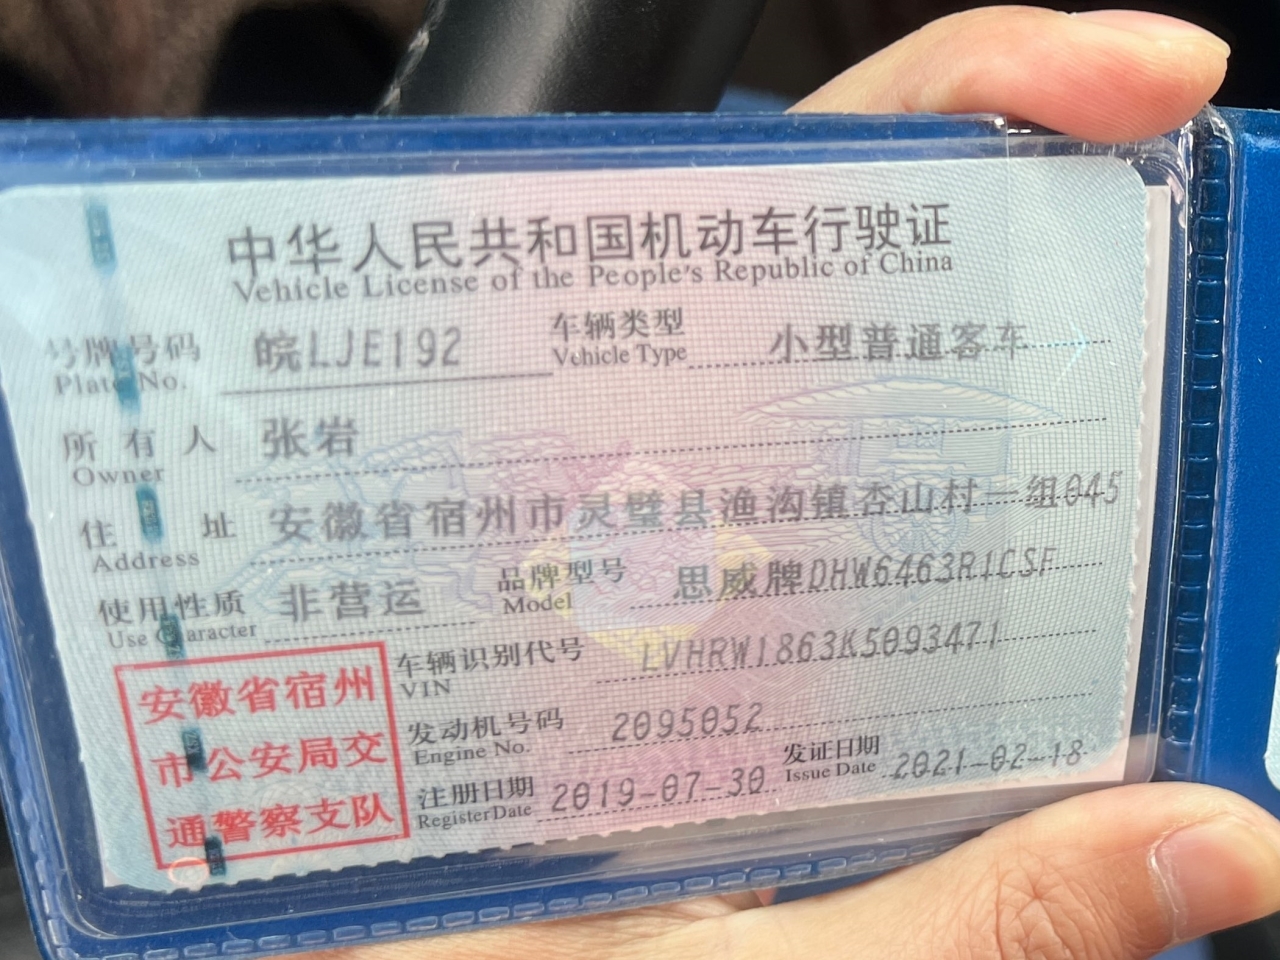 中华人民共和国机动车行驶证
Vehicle License of the People's Republic of China
号牌号码 皖LJE192 车辆类型 小型普通客车
Plate No. Vehicle Type
所有人 张岩
Owner
住址 安徽省宿州市灵璧县渔沟镇杏山村一组045
Address
使用性质 非营运 品牌型号 思威牌DHW6463R1CSF
Use Character Model
车辆识别代号 LVHRW1863K5093471
VIN
发动机号码 2095052
Engine No.
注册日期 2019-07-30 发证日期 2021-02-18
Register Date Issue Date
安徽省宿州
市公安局交
通警察支队